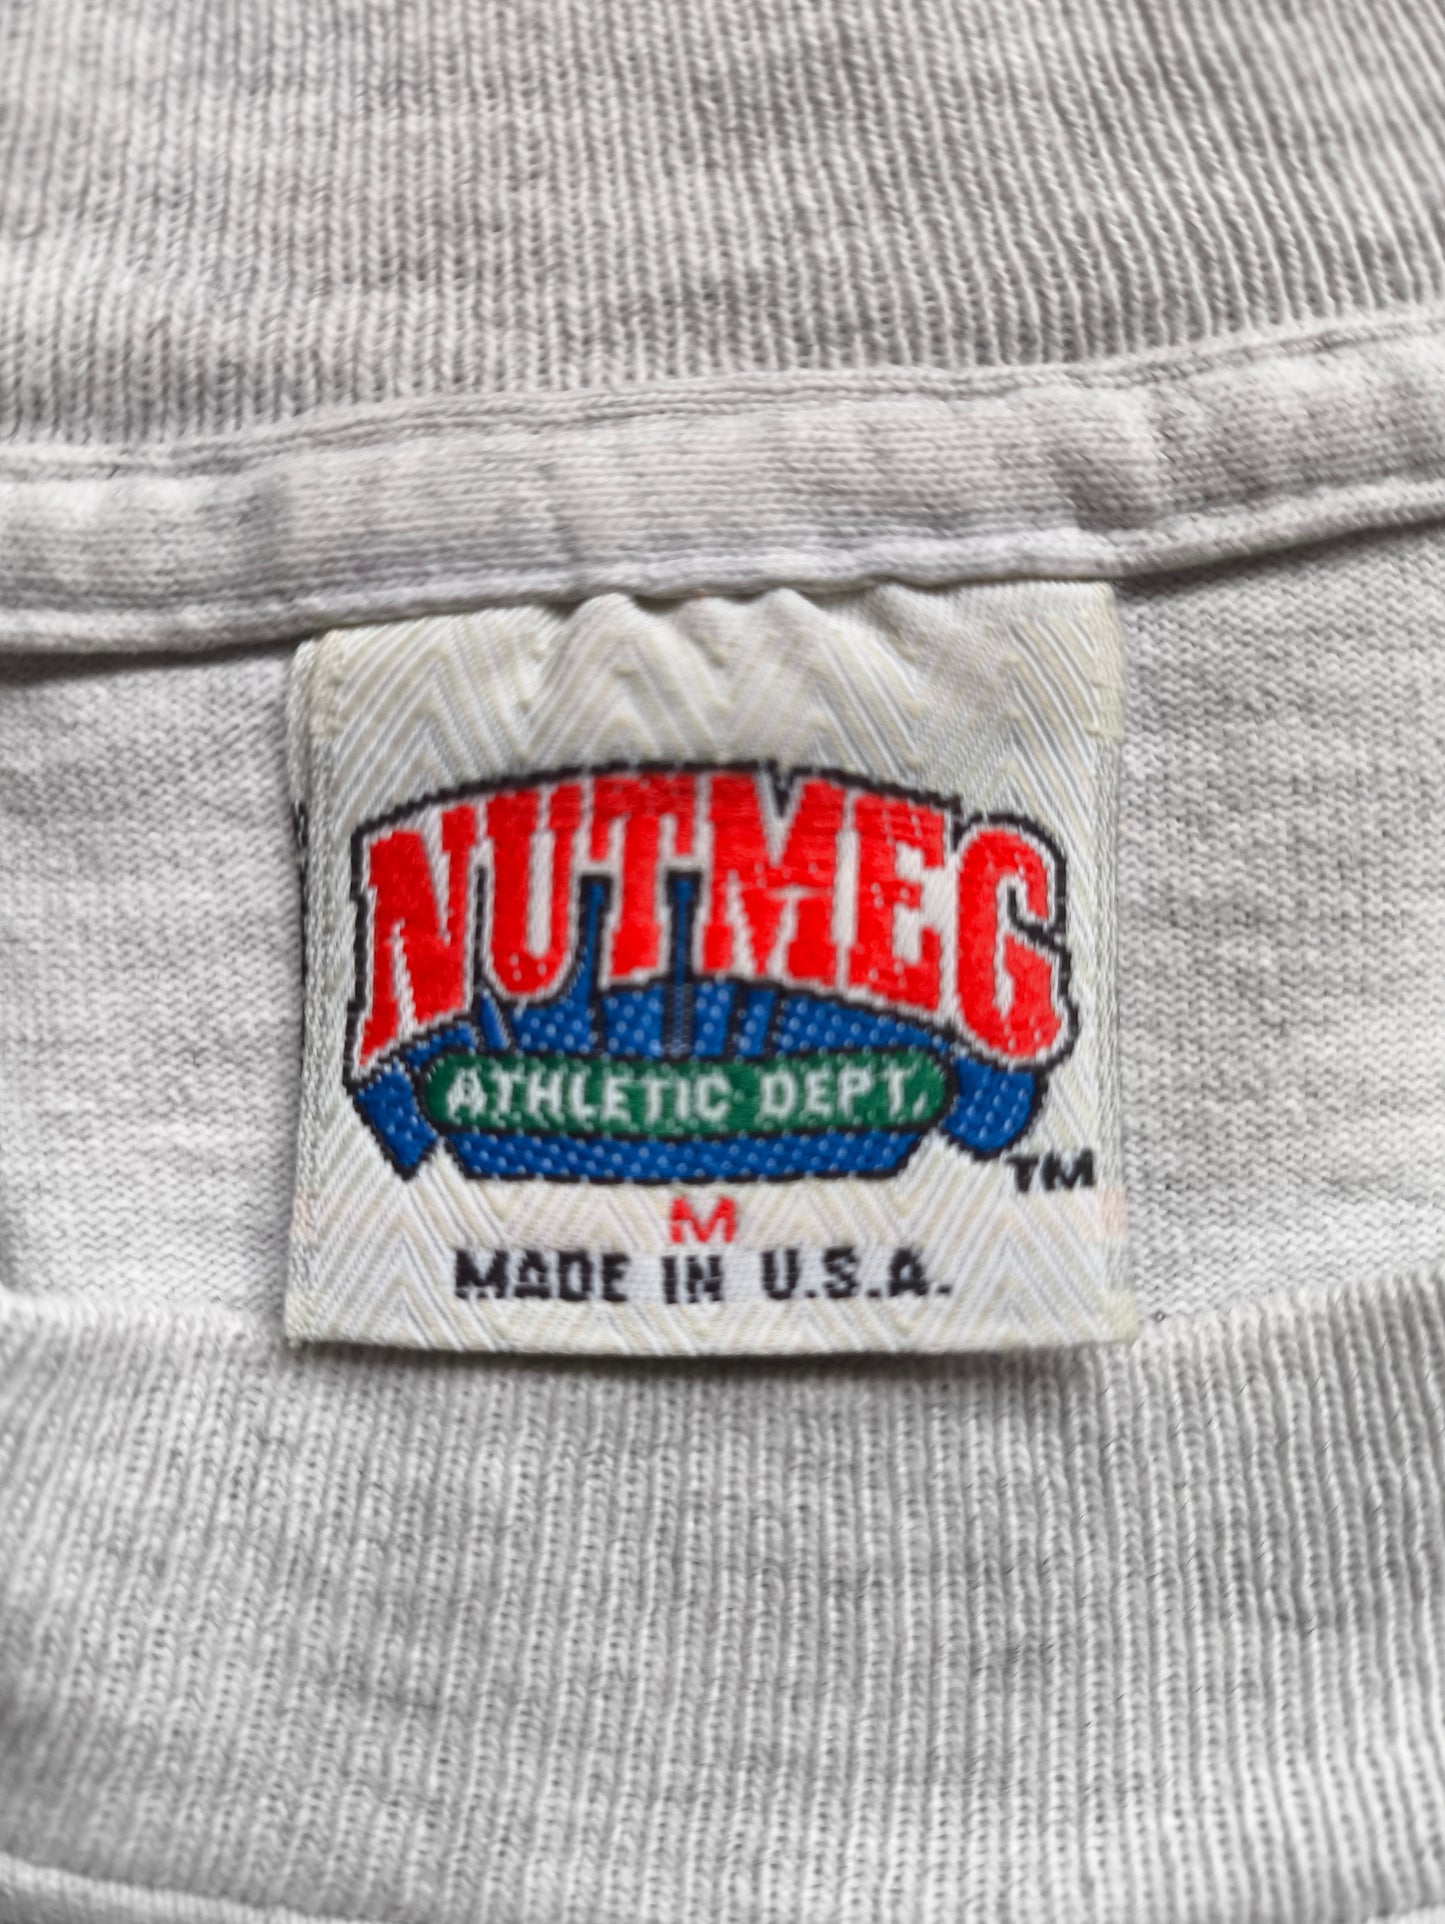 NUTMEG
ATHLETIC DEPT.
TM
M
MADE IN U.S.A.